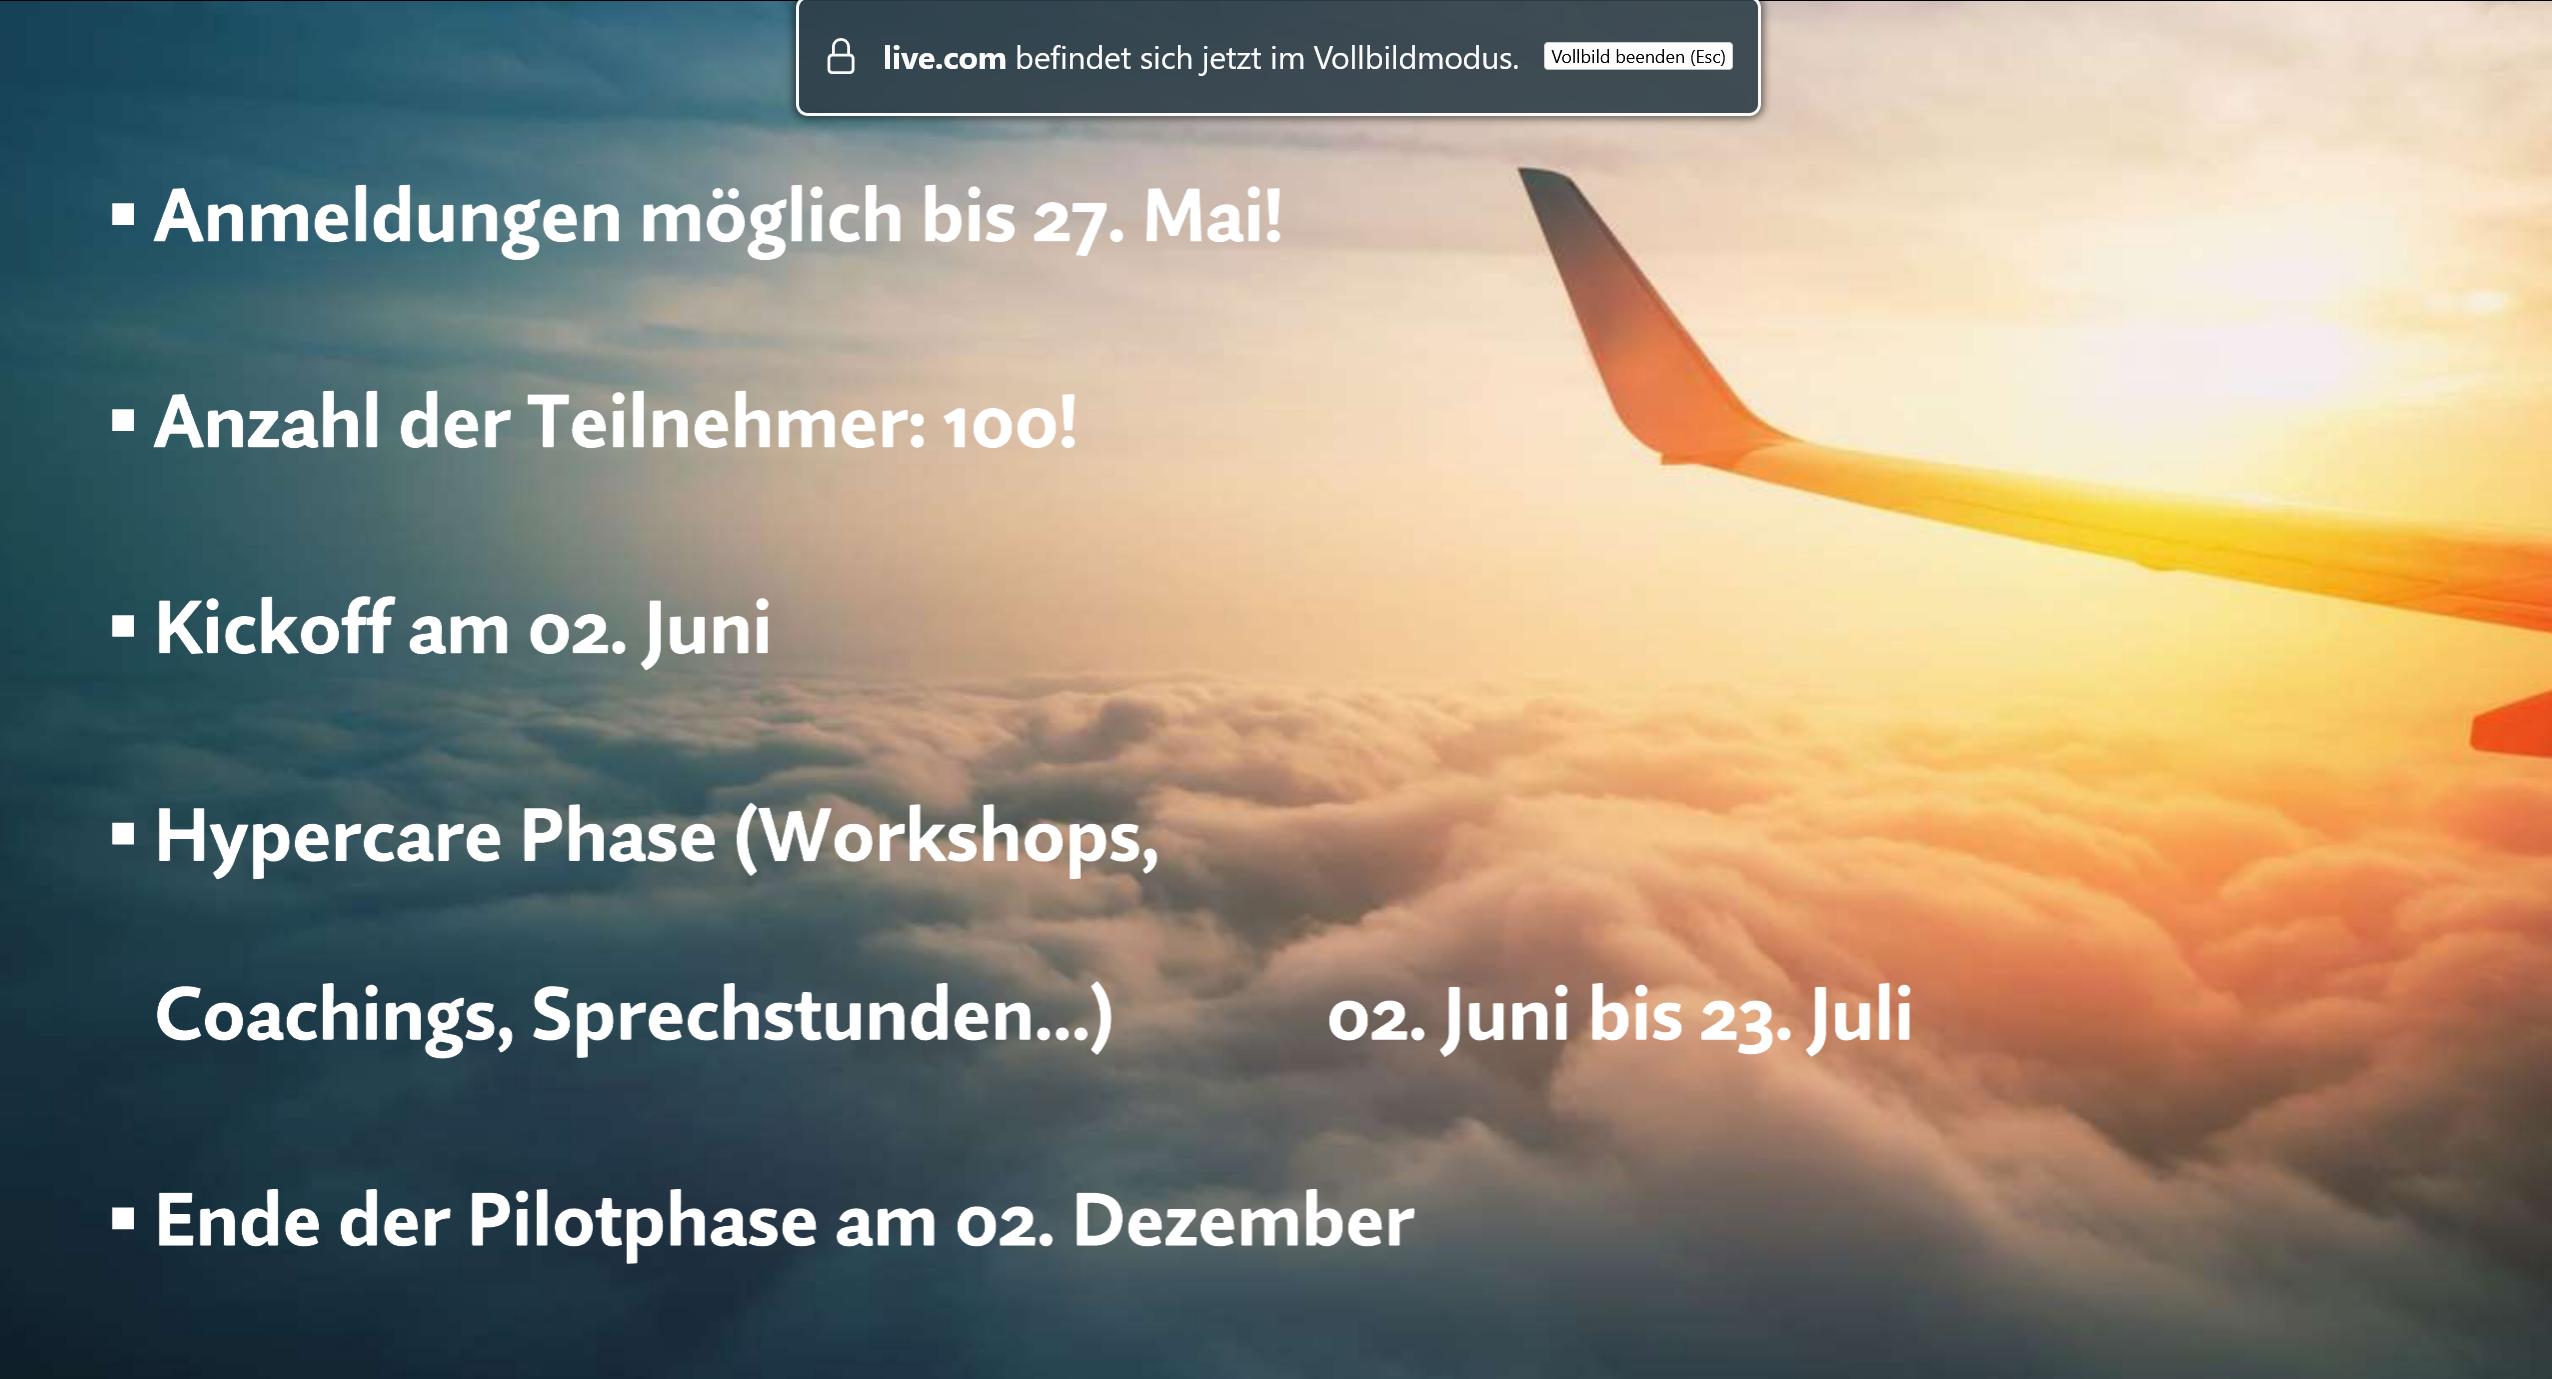 live.com befindet sich jetzt im Vollbildmodus. Vollbild beenden (Esc)
▪ Anmeldungen möglich bis 27. Mai!
▪ Anzahl der Teilnehmer: 100!
▪ Kickoff am 02. Juni
▪ Hypercare Phase (Workshops,
Coachings, Sprechstunden...) 02. Juni bis 23. Juli
▪ Ende der Pilotphase am 02. Dezember